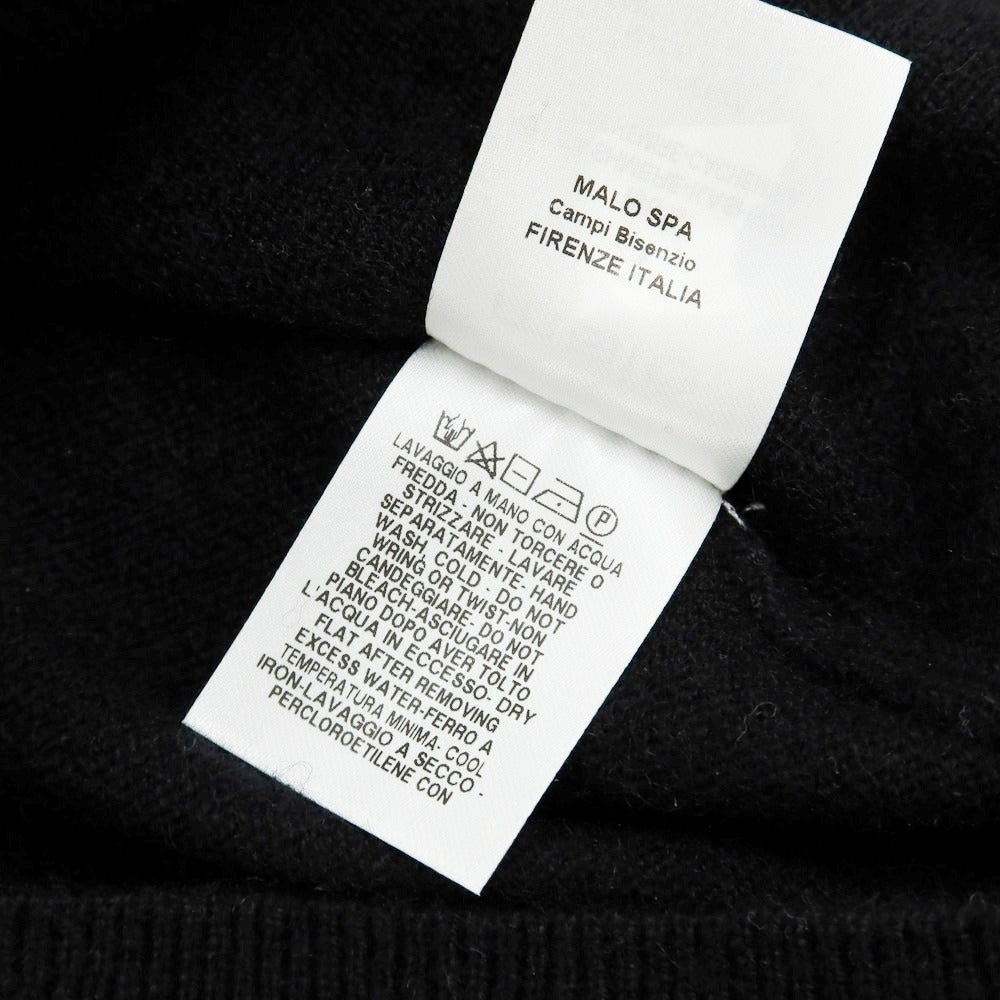 MALO SPA
Campi Bisenzio
FIRENZE ITALIA
P
LAVAGGIO A MANO CON ACQUA
FREDDA - NON TORCERE O
STRIZZARE - LAVARE
SEPARATAMENTE- HAND
WASH, COLD - DO NOT
WRING OR TWIST-NON
CANDEGGIARE- DO NOT
BLEACH-ASCIUGARE IN
PIANO DOPO AVER TOLTO
L'ACQUA IN ECCESSO- DRY
FLAT AFTER REMOVING
EXCESS WATER-FERRO A
TEMPERATURA MINIMA- COOL
IRON-LAVAGGIO A SECCO -
PERCLOROETILENE CON